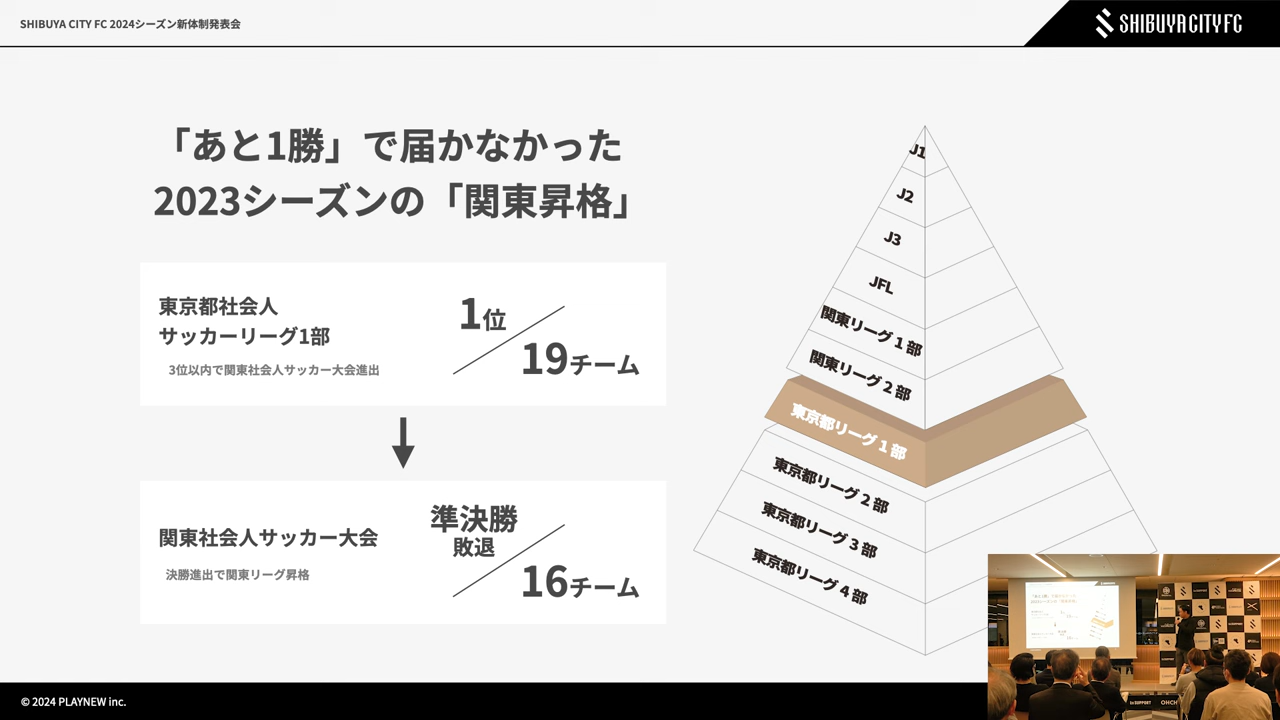 SHIBUYA CITY FC 2024シーズン新体制発表会
SHIBUYA CITY FC
「あと1勝」で届かなかった
2023シーズンの「関東昇格」
東京都社会人
サッカーリーグ1部
3位以内で関東社会人サッカー大会進出
1位
19チーム
関東社会人サッカー大会
決勝進出で関東リーグ昇格
準決勝
敗退
16チーム
J1
J2
J3
JFL
関東リーグ1部
関東リーグ2部
東京都リーグ1部
東京都リーグ2部
東京都リーグ3部
東京都リーグ4部
© 2024 PLAYNEW inc.